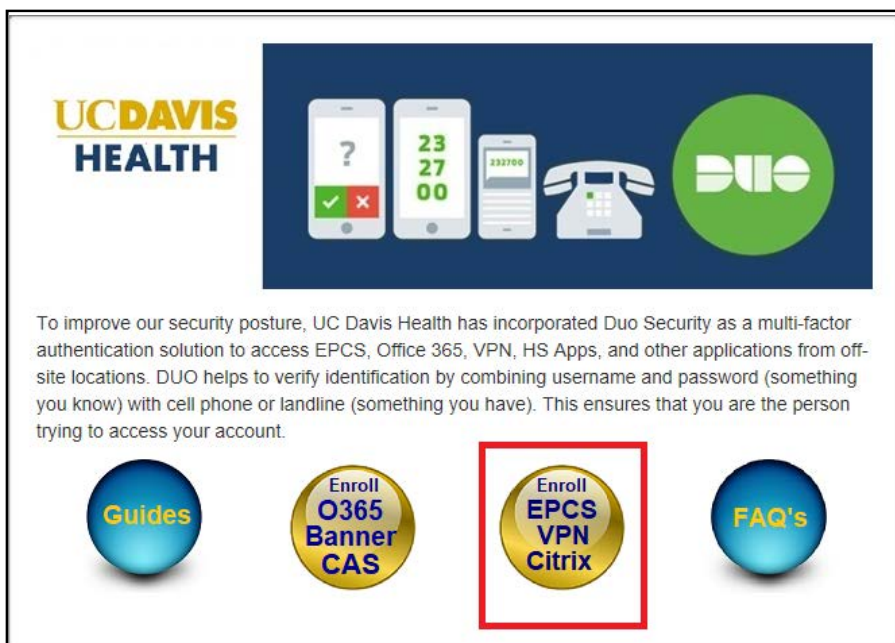 UCDAVIS
HEALTH
?
23
27
00
232700
DUO
To improve our security posture, UC Davis Health has incorporated Duo Security as a multi-factor
authentication solution to access EPCS, Office 365, VPN, HS Apps, and other applications from off-
site locations. DUO helps to verify identification by combining username and password (something
you know) with cell phone or landline (something you have). This ensures that you are the person
trying to access your account.
Guides
Enroll
O365
Banner
CAS
Enroll
EPCS
VPN
Citrix
FAQ's